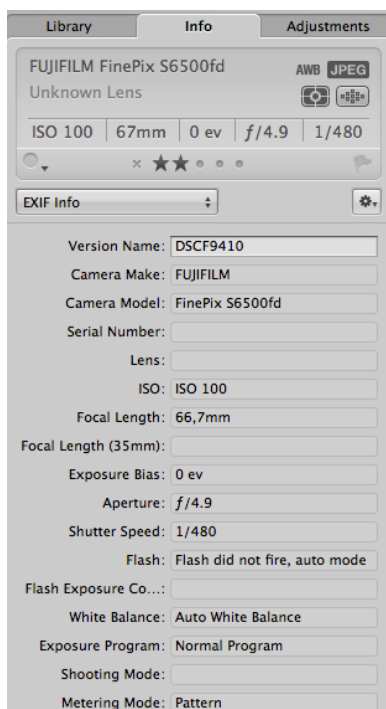 Library Info Adjustments
FUJIFILM FinePix S6500fd AWB JPEG
Unknown Lens
ISO 100 67mm 0 ev ƒ/4.9 1/480
EXIF Info
Version Name: DSCF9410
Camera Make: FUJIFILM
Camera Model: FinePix S6500fd
Serial Number:
Lens:
ISO: ISO 100
Focal Length: 66,7mm
Focal Length (35mm):
Exposure Bias: 0 ev
Aperture: ƒ/4.9
Shutter Speed: 1/480
Flash: Flash did not fire, auto mode
Flash Exposure Co...:
White Balance: Auto White Balance
Exposure Program: Normal Program
Shooting Mode:
Metering Mode: Pattern